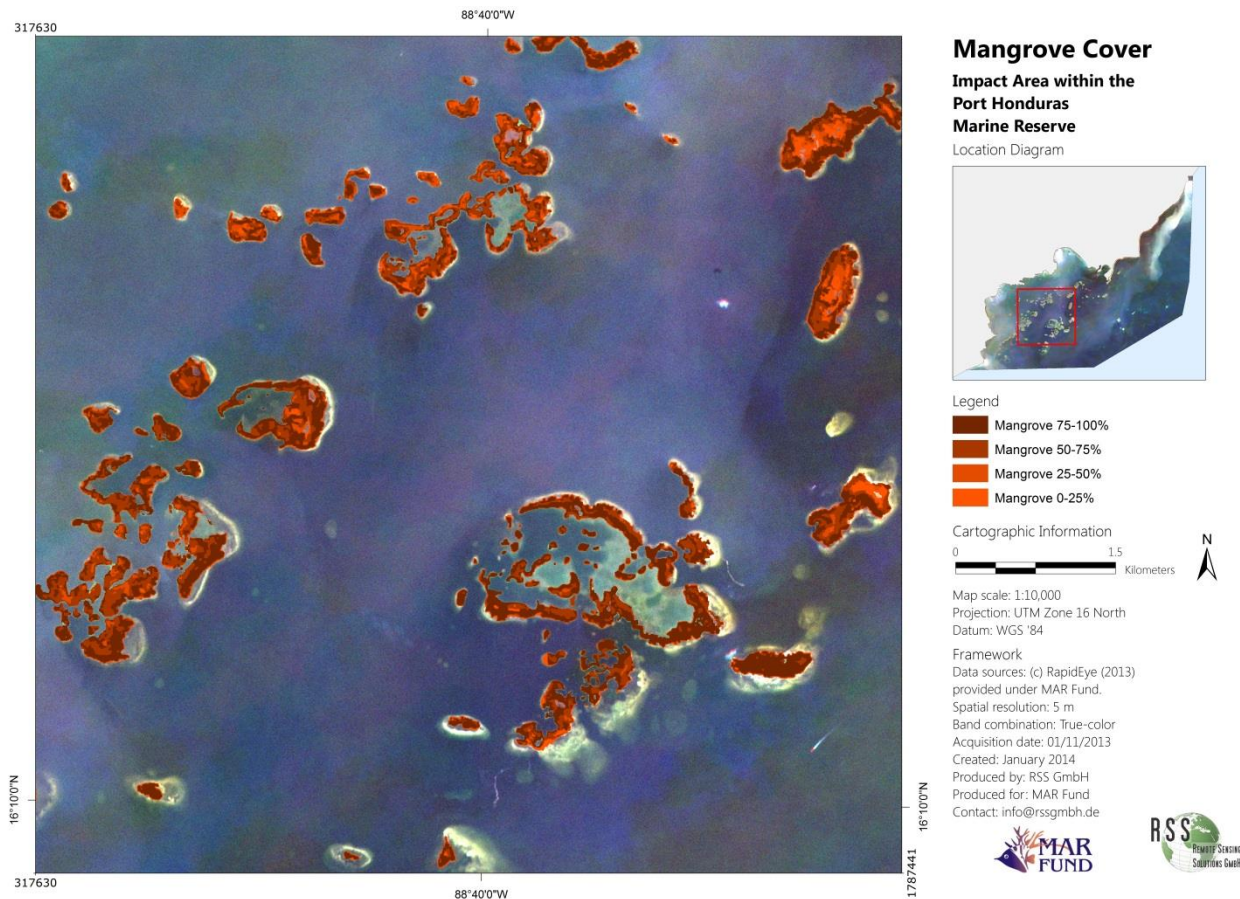 88°40'0"W
317630
16°10'0"N
16°10'0"N
317630
1787441
88°40'0"W
Mangrove Cover
Impact Area within the
Port Honduras
Marine Reserve
Location Diagram
Legend
Mangrove 75-100%
Mangrove 50-75%
Mangrove 25-50%
Mangrove 0-25%
Cartographic Information
0 1.5
Kilometers
N
Map scale: 1:10,000
Projection: UTM Zone 16 North
Datum: WGS '84
Framework
Data sources: (c) RapidEye (2013)
provided under MAR Fund.
Spatial resolution: 5 m
Band combination: True-color
Acquisition date: 01/11/2013
Created: January 2014
Produced by: RSS GmbH
Produced for: MAR Fund
Contact: info@rssgmbh.de
MAR
FUND
RSS
REMOTE SENSING
SOLUTIONS GMBH